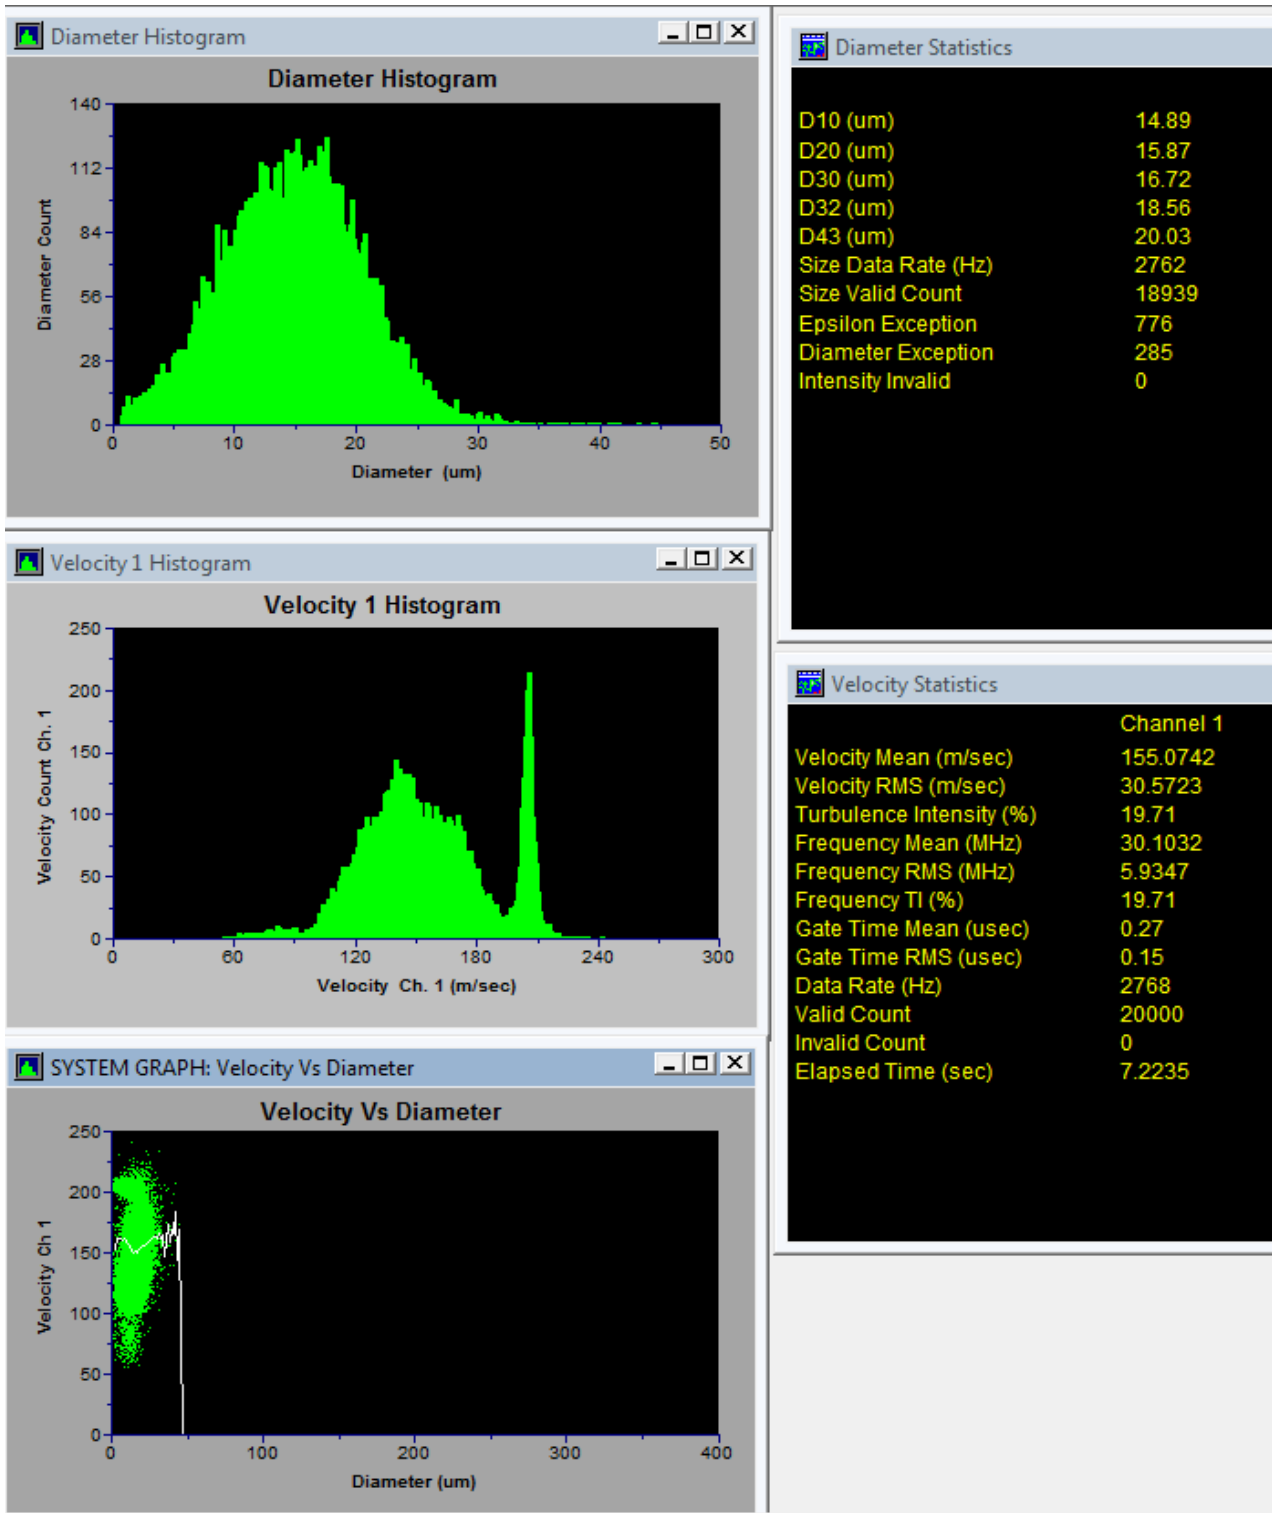 Diameter Histogram
Diameter Histogram
140
112
84
56
28
0
Diameter Count
0 10 20 30 40 50
Diameter (um)
Diameter Statistics
D10 (um) 14.89
D20 (um) 15.87
D30 (um) 16.72
D32 (um) 18.56
D43 (um) 20.03
Size Data Rate (Hz) 2762
Size Valid Count 18939
Epsilon Exception 776
Diameter Exception 285
Intensity Invalid 0
Velocity 1 Histogram
Velocity 1 Histogram
250
200
150
100
50
0
Velocity Count Ch. 1
0 60 120 180 240 300
Velocity Ch. 1 (m/sec)
Velocity Statistics
Channel 1
Velocity Mean (m/sec) 155.0742
Velocity RMS (m/sec) 30.5723
Turbulence Intensity (%) 19.71
Frequency Mean (MHz) 30.1032
Frequency RMS (MHz) 5.9347
Frequency TI (%) 19.71
Gate Time Mean (usec) 0.27
Gate Time RMS (usec) 0.15
Data Rate (Hz) 2768
Valid Count 20000
Invalid Count 0
Elapsed Time (sec) 7.2235
SYSTEM GRAPH: Velocity Vs Diameter
Velocity Vs Diameter
250
200
150
100
50
0
Velocity Ch 1
0 100 200 300 400
Diameter (um)